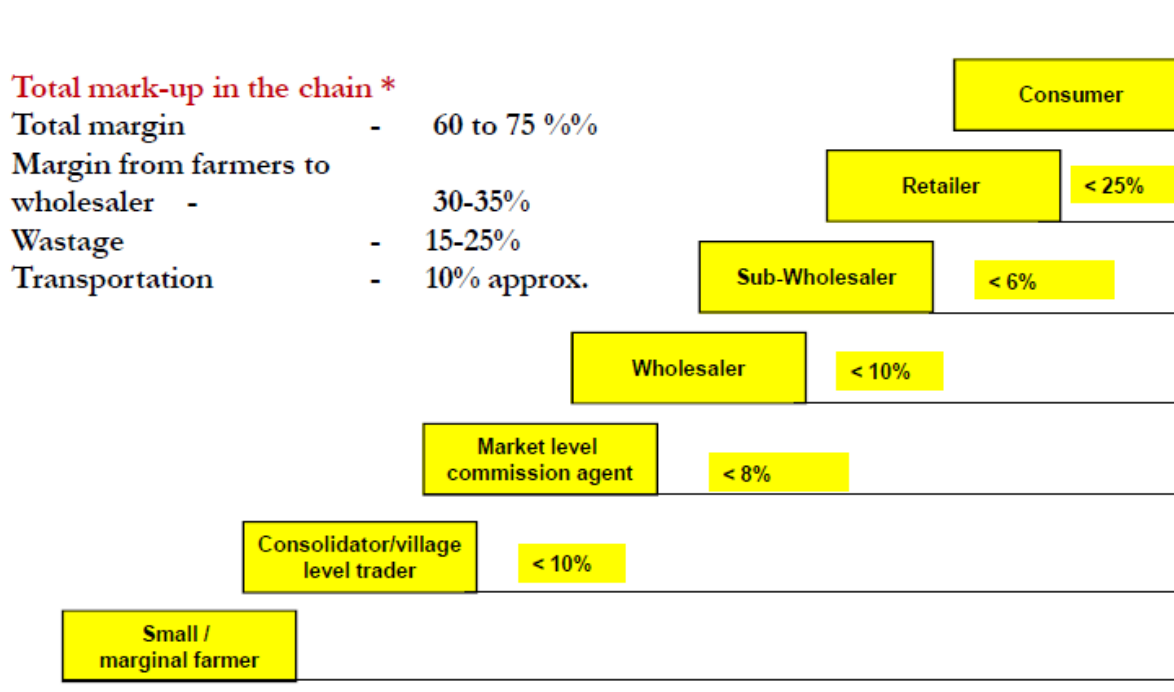 Total mark-up in the chain *
Total margin - 60 to 75 %%
Margin from farmers to
wholesaler - 30-35%
Wastage - 15-25%
Transportation - 10% approx.
Consumer
Retailer
< 25%
Sub-Wholesaler
< 6%
Wholesaler
< 10%
Market level
commission agent
< 8%
Consolidator/village
level trader
< 10%
Small /
marginal farmer